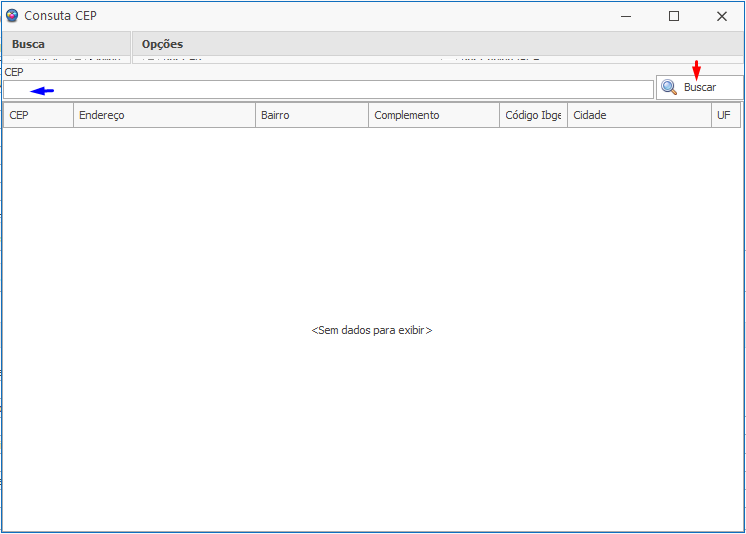 Consuta CEP
Busca Opções
CEP
Buscar
CEP Endereço Bairro Complemento Código Ibge Cidade UF
<Sem dados para exibir>